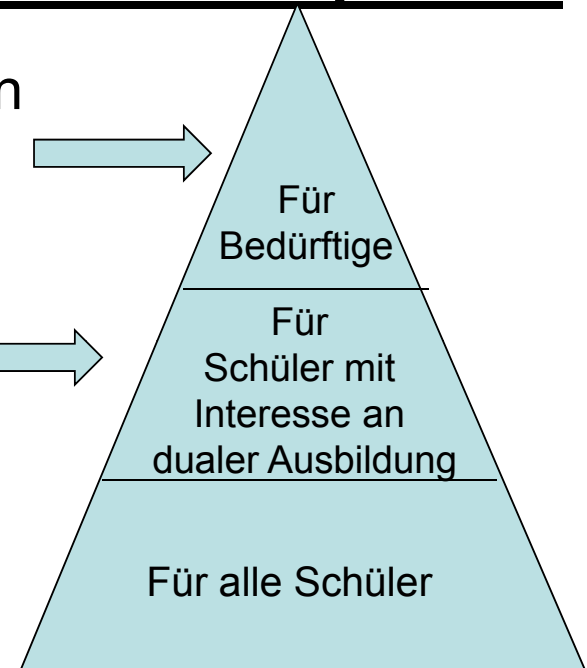 n
Für
Bedürftige
Für
Schüler mit
Interesse an
dualer Ausbildung
Für alle Schüler